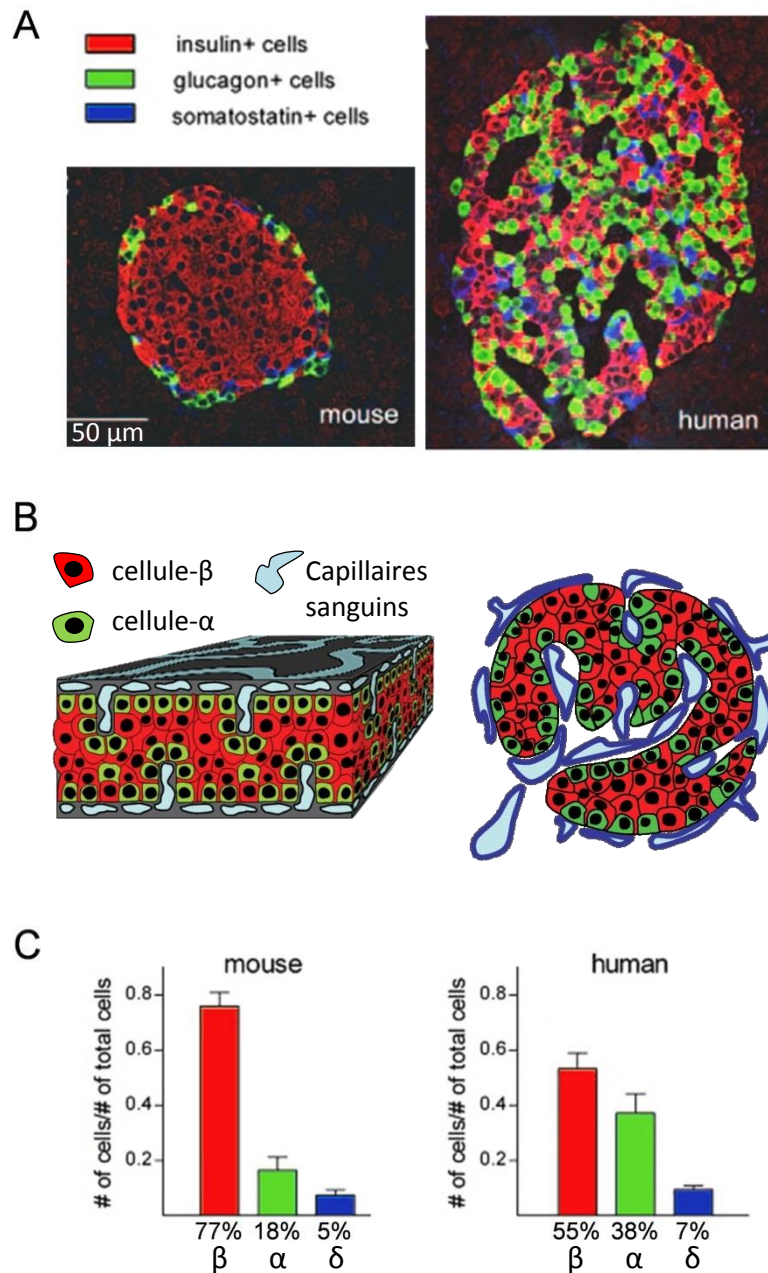 A
insulin+ cells
glucagon+ cells
somatostatin+ cells
mouse
50 µm
human
B
cellule-β
Capillaires
sanguins
cellule-α
C
mouse
# of cells/# of total cells
0.8
0.6
0.4
0.2
77% 18% 5%
β α δ
human
# of cells/# of total cells
0.8
0.6
0.4
0.2
55% 38% 7%
β α δ